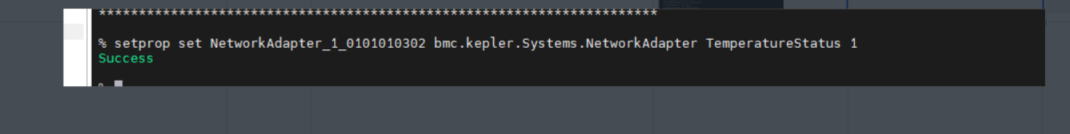 **********************************************************************
% setprop set NetworkAdapter_1_0101010302 bmc.kepler.Systems.NetworkAdapter TemperatureStatus 1
Success
%